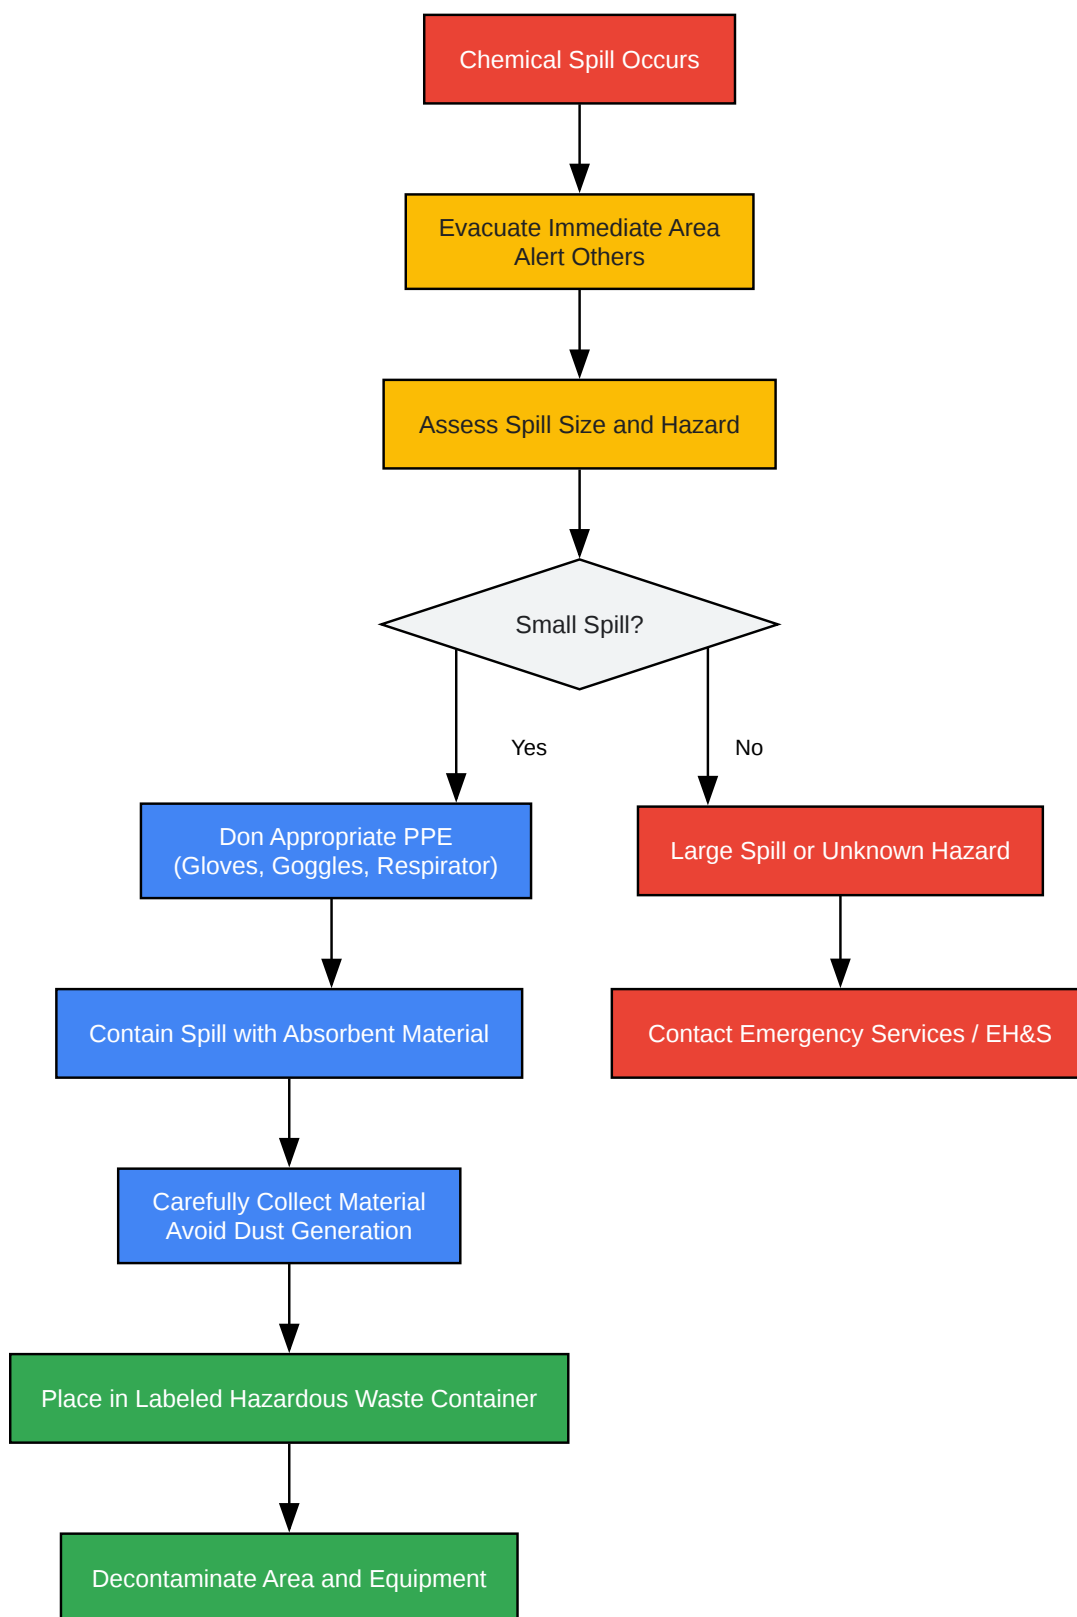 Chemical Spill Occurs
Evacuate Immediate Area
Alert Others
Assess Spill Size and Hazard
Small Spill?
Yes
No
Don Appropriate PPE
(Gloves, Goggles, Respirator)
Large Spill or Unknown Hazard
Contain Spill with Absorbent Material
Contact Emergency Services / EH&S
Carefully Collect Material
Avoid Dust Generation
Place in Labeled Hazardous Waste Container
Decontaminate Area and Equipment